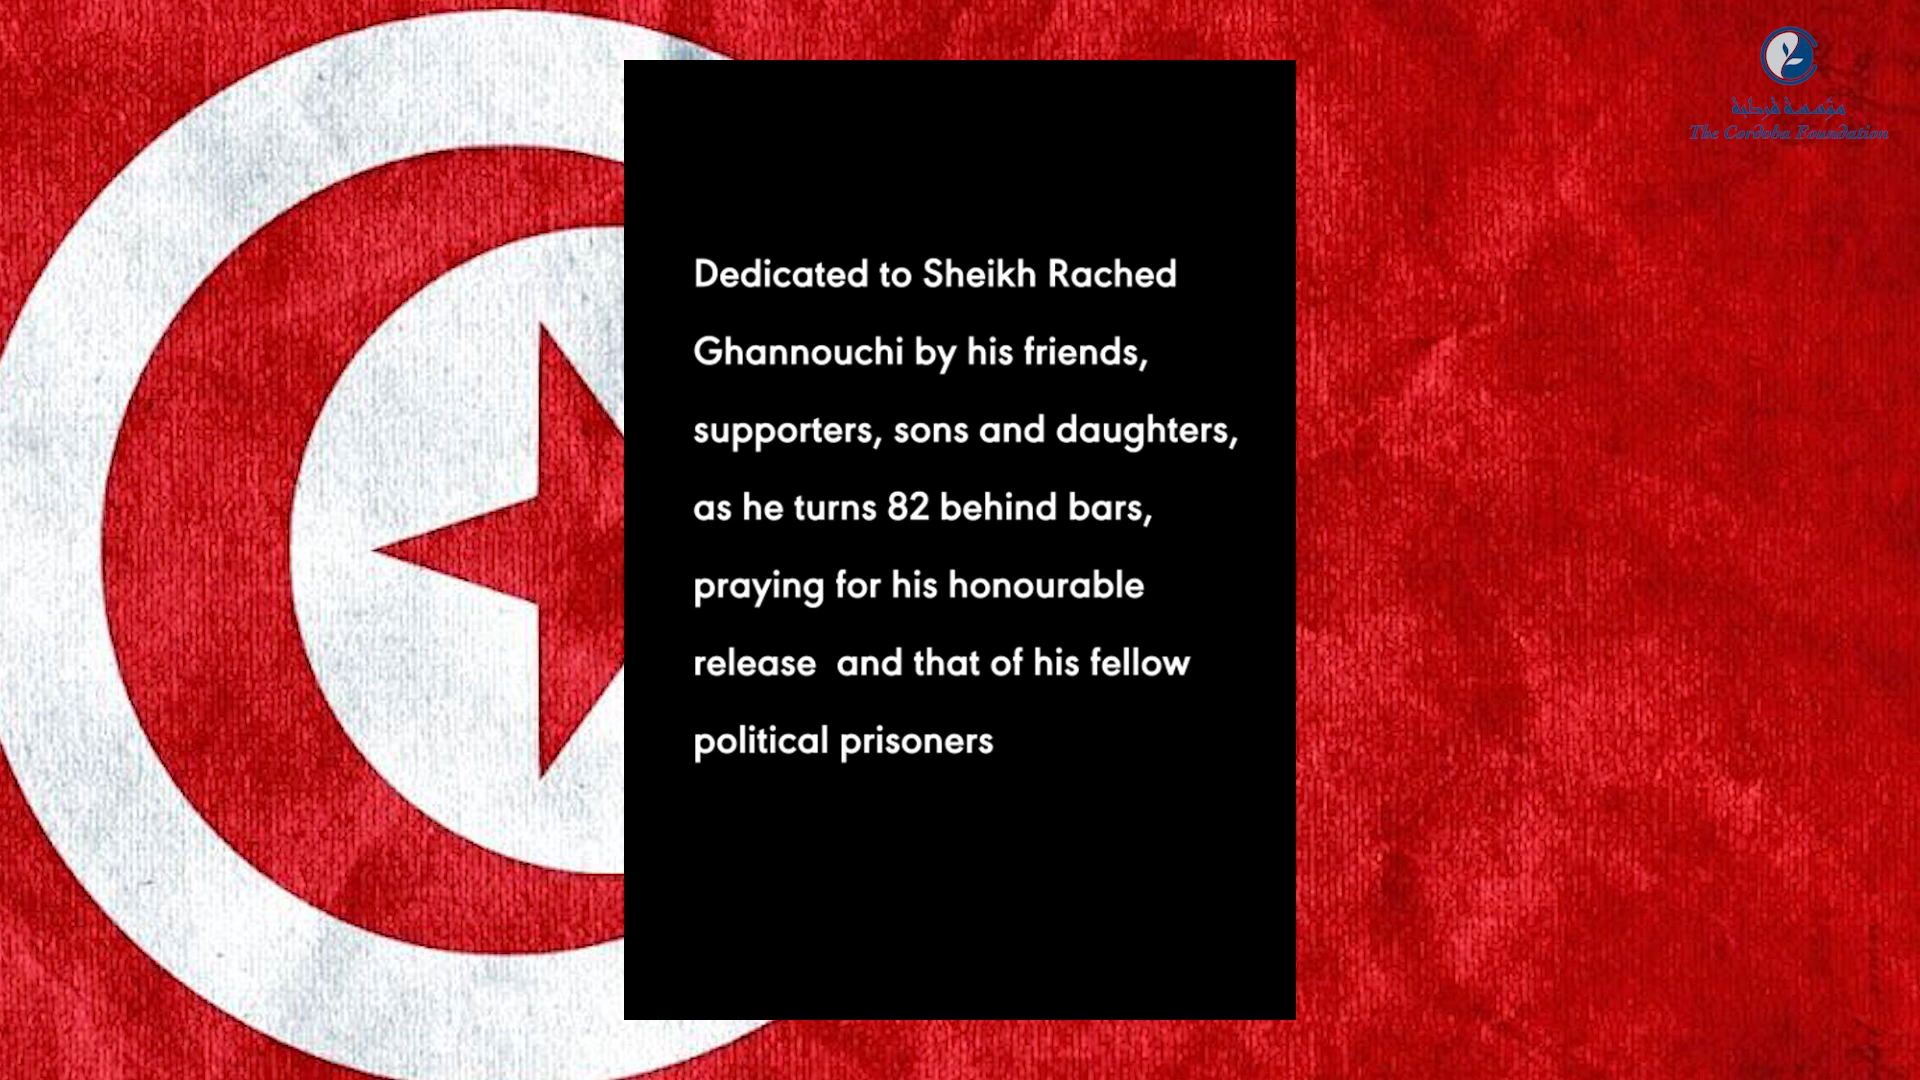 مؤسسة قرطبة
The Cordoba Foundation
Dedicated to Sheikh Rached
Ghannouchi by his friends,
supporters, sons and daughters,
as he turns 82 behind bars,
praying for his honourable
release  and that of his fellow
political prisoners